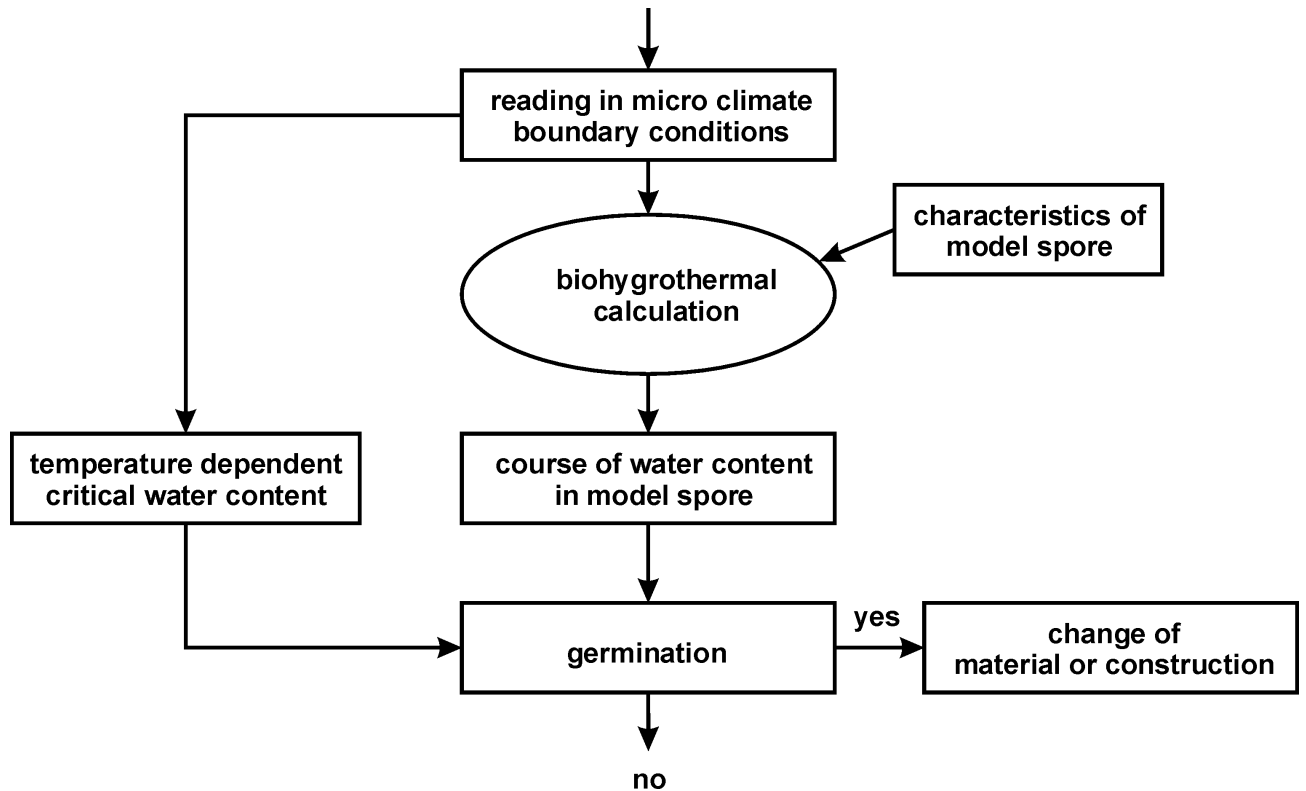 reading in micro climate
boundary conditions
characteristics of
model spore
biohygrothermal
calculation
temperature dependent
critical water content
course of water content
in model spore
germination
yes
change of
material or construction
no